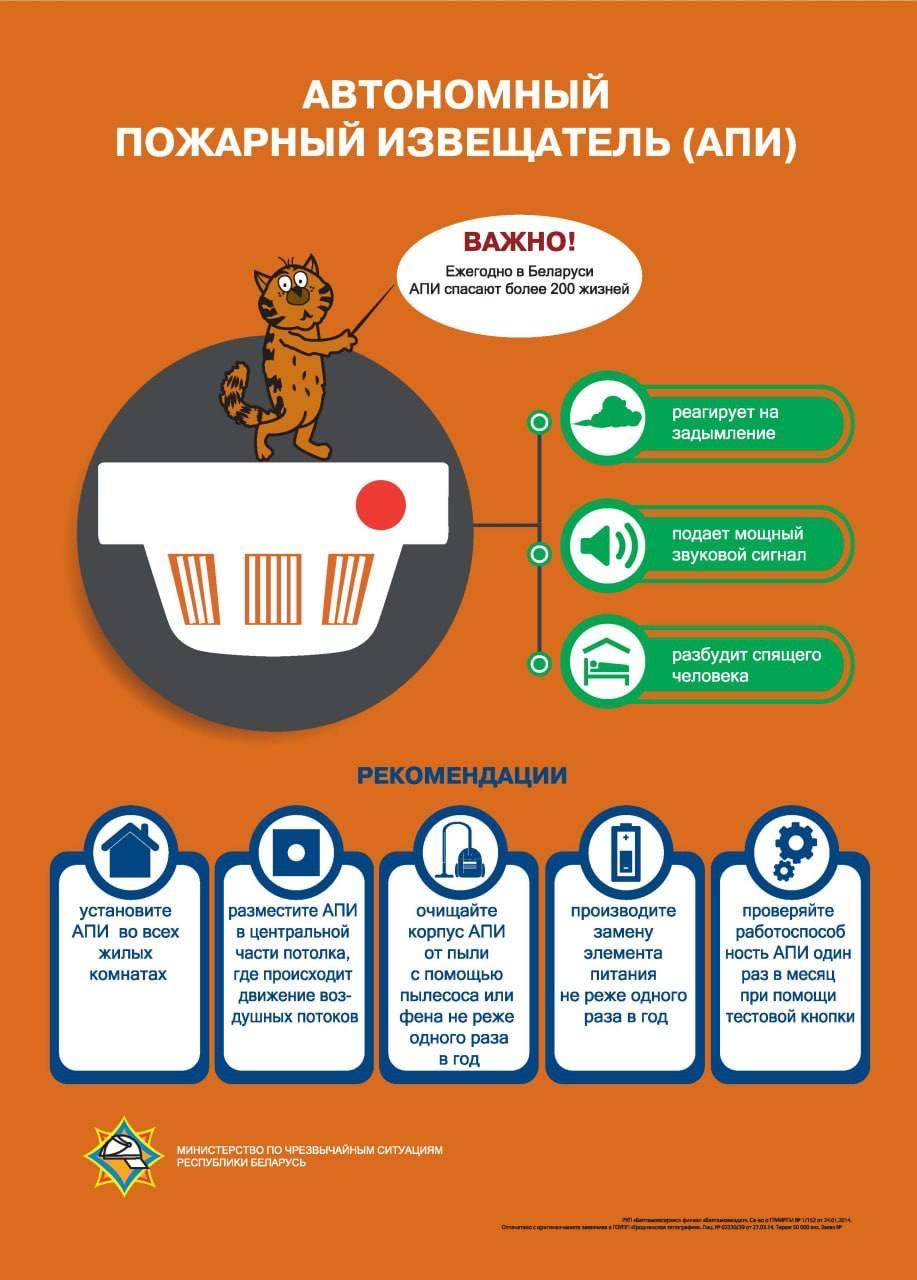 АВТОНОМНЫЙ
ПОЖАРНЫЙ ИЗВЕЩАТЕЛЬ (АПИ)
ВАЖНО!
Ежегодно в Беларуси
АПИ спасают более 200 жизней
реагирует на
задымление
подает мощный
звуковой сигнал
разбудит спящего
человека
РЕКОМЕНДАЦИИ
установите
АПИ во всех
жилых
комнатах
разместите АПИ
в центральной
части потолка,
где происходит
движение воз-
душных потоков
очищайте
корпус АПИ
от пыли
с помощью
пылесоса или
фена не реже
одного раза
в год
производите
замену
элемента
питания
не реже одного
раза в год
проверяйте
работоспособ
ность АПИ один
раз в месяц
при помощи
тестовой кнопки
МИНИСТЕРСТВО ПО ЧРЕЗВЫЧАЙНЫМ СИТУАЦИЯМ
РЕСПУБЛИКИ БЕЛАРУСЬ